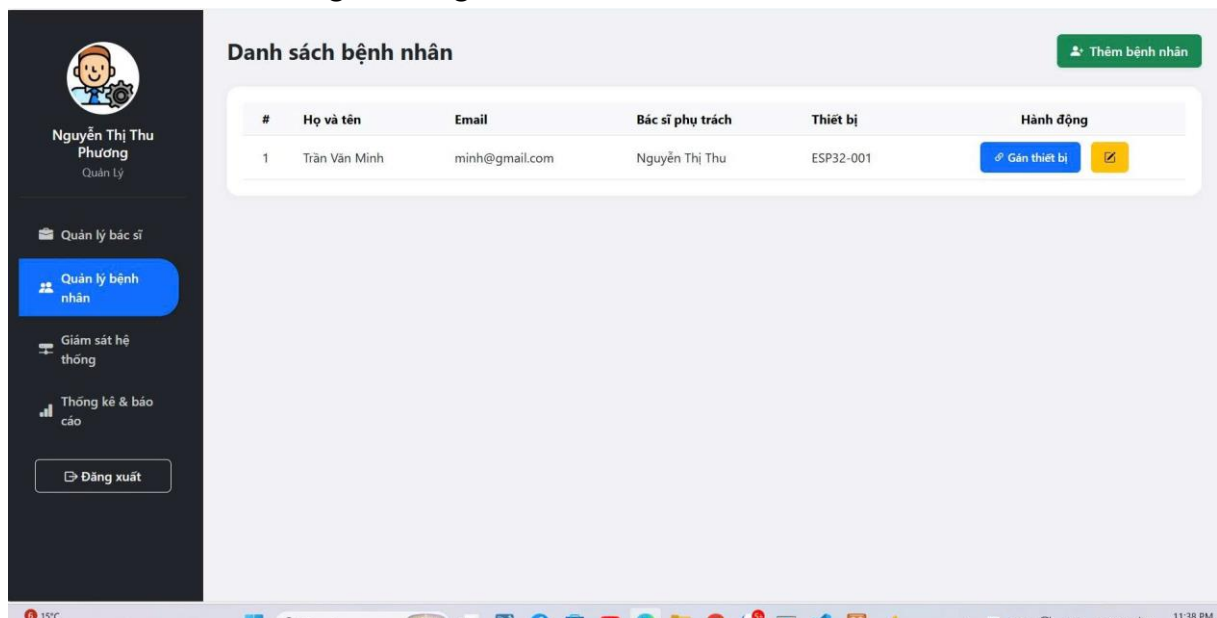 Danh sách bệnh nhân
Thêm bệnh nhân
Nguyễn Thị Thu
Phương
Quản Lý
# Họ và tên Email Bác sĩ phụ trách Thiết bị Hành động
1 Trần Văn Minh minh@gmail.com Nguyễn Thị Thu ESP32-001 Gán thiết bị
Quản lý bác sĩ
Quản lý bệnh
nhân
Giám sát hệ
thống
Thống kê & báo
cáo
Đăng xuất
6 15°C
11:38 PM